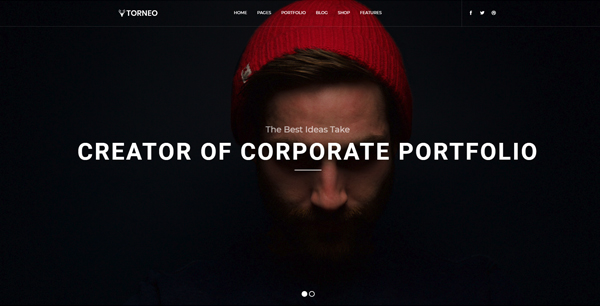 TORNEO
HOME PAGES PORTFOLIO BLOG SHOP FEATURES
The Best Ideas Take
CREATOR OF CORPORATE PORTFOLIO